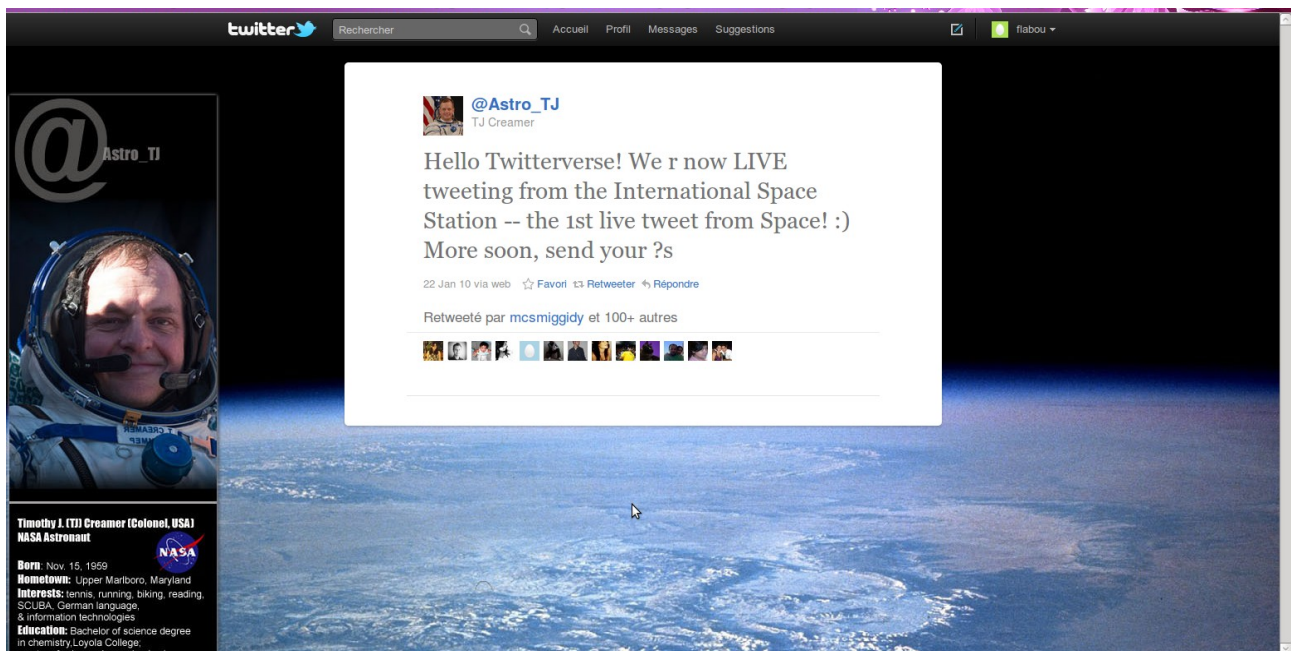 twitter
Rechercher
Accueil Profil Messages Suggestions
flabou
@Astro_TJ
TJ Creamer
Hello Twitterverse! We r now LIVE
tweeting from the International Space
Station -- the 1st live tweet from Space! :)
More soon, send your ?s
22 Jan 10 via web Favori Retweeter Répondre
Retweeté par mcsmiggidy et 100+ autres
@Astro_TJ
Timothy J. (TJ) Creamer (Colonel, USA)
NASA Astronaut
NASA
Born: Nov. 15, 1959
Hometown: Upper Marlboro, Maryland
Interests: tennis, running, biking, reading,
SCUBA, German language,
& information technologies
Education: Bachelor of science degree
in chemistry,Loyola College;